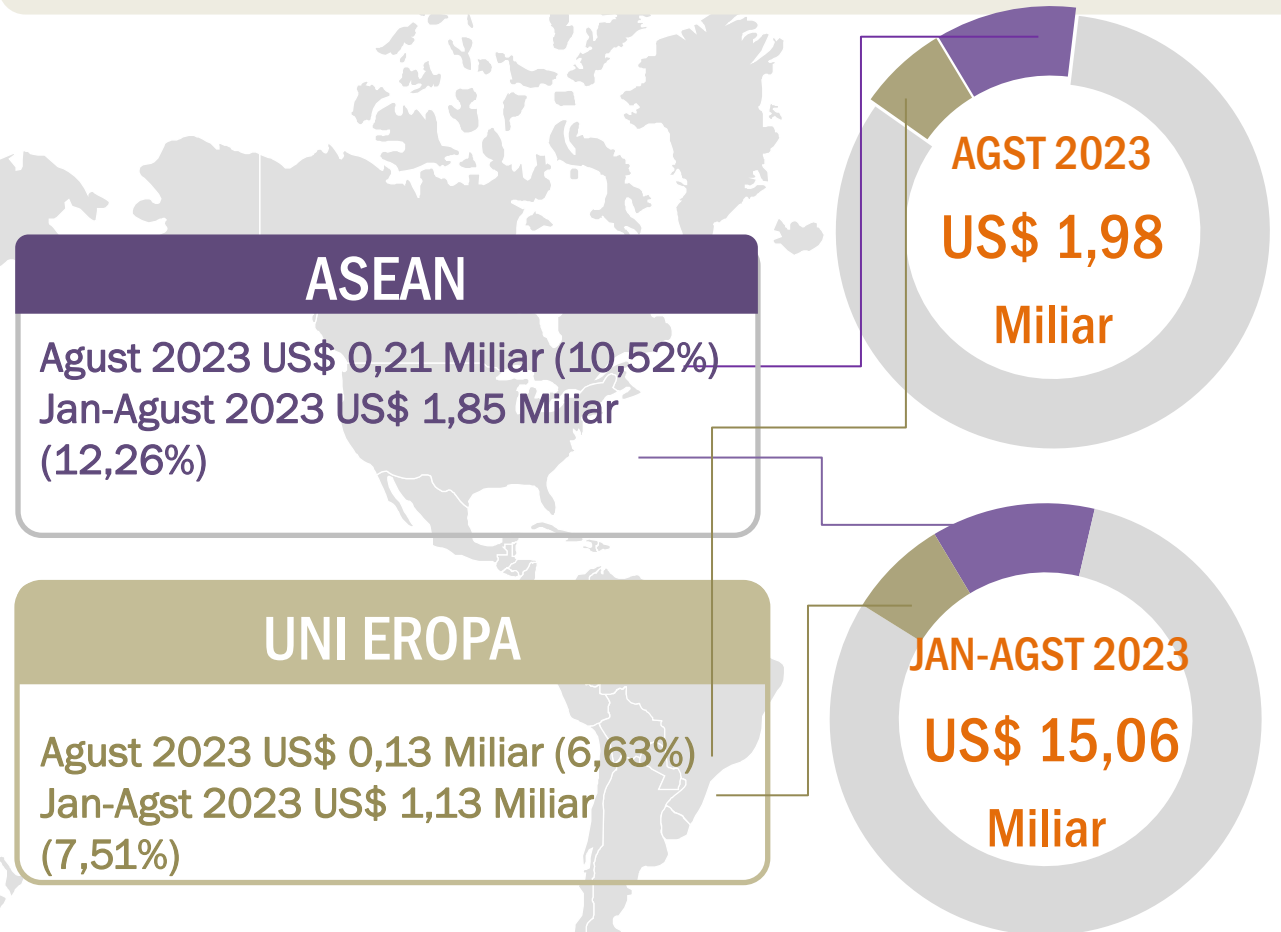 ASEAN
Agust 2023 US$ 0,21 Miliar (10,52%)
Jan-Agust 2023 US$ 1,85 Miliar
(12,26%)
UNI EROPA
Agust 2023 US$ 0,13 Miliar (6,63%)
Jan-Agst 2023 US$ 1,13 Miliar
(7,51%)
AGST 2023
US$ 1,98
Miliar
JAN-AGST 2023
US$ 15,06
Miliar